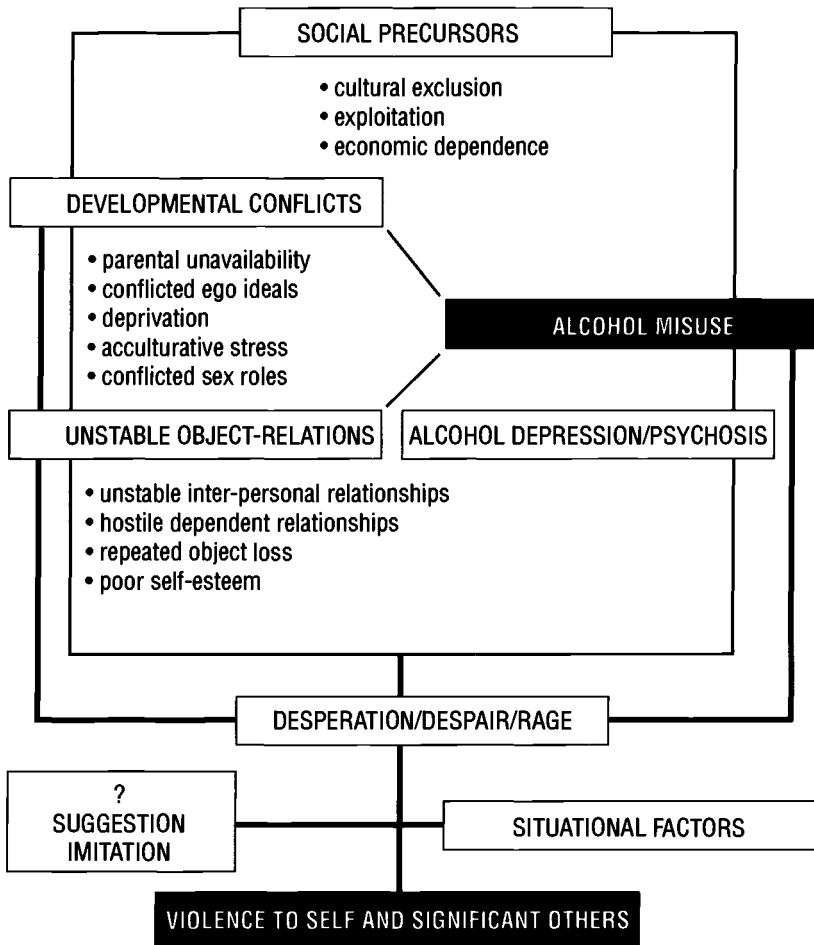 SOCIAL PRECURSORS
• cultural exclusion
• exploitation
• economic dependence
DEVELOPMENTAL CONFLICTS
• parental unavailability
• conflicted ego ideals
• deprivation
• acculturative stress
• conflicted sex roles
ALCOHOL MISUSE
UNSTABLE OBJECT-RELATIONS
ALCOHOL DEPRESSION/PSYCHOSIS
• unstable inter-personal relationships
• hostile dependent relationships
• repeated object loss
• poor self-esteem
DESPERATION/DESPAIR/RAGE
?
SUGGESTION
IMITATION
SITUATIONAL FACTORS
VIOLENCE TO SELF AND SIGNIFICANT OTHERS